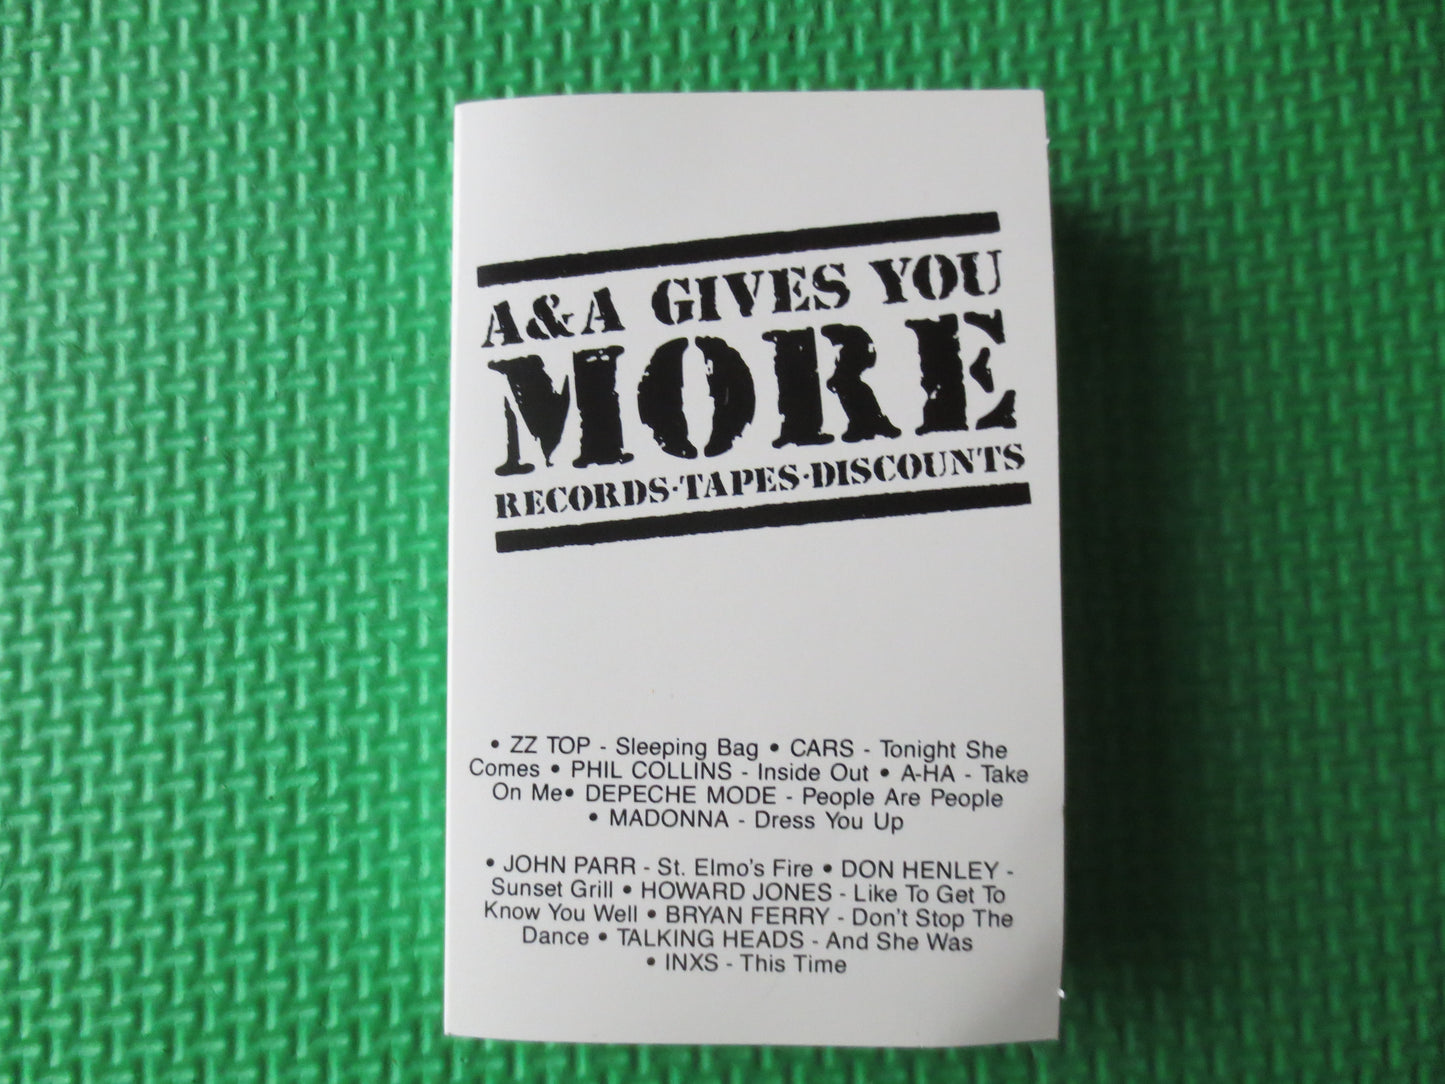 A&A GIVES YOU
MORE
RECORDS-TAPES-DISCOUNTS
• ZZ TOP - Sleeping Bag • CARS - Tonight She
Comes • PHIL COLLINS - Inside Out • A-HA - Take
On Me• DEPECHE MODE - People Are People
• MADONNA - Dress You Up
• JOHN PARR - St. Elmo's Fire • DON HENLEY -
Sunset Grill • HOWARD JONES - Like To Get To
Know You Well • BRYAN FERRY - Don't Stop The
Dance • TALKING HEADS - And She Was
• INXS - This Time